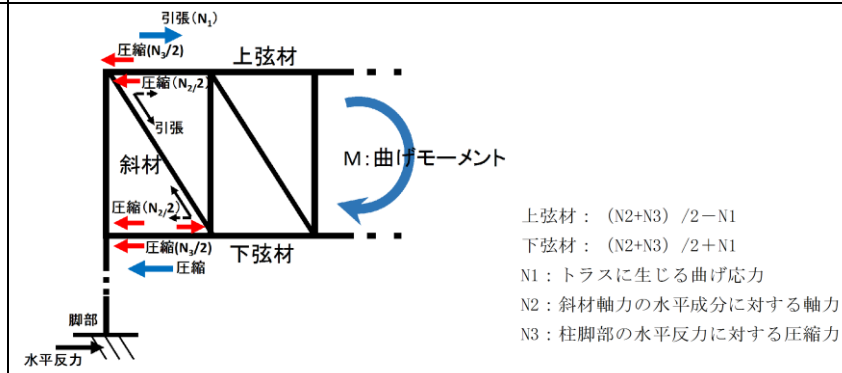 引張(N₁)
圧縮(N₃/2)
上弦材
圧縮(N₂/2)
引張
M:曲げモーメント
斜材
圧縮(N₂/2)
圧縮(N₃/2)
下弦材
圧縮
脚部
水平反力
上弦材: (N2+N3) /2−N1
下弦材: (N2+N3) /2+N1
N1:トラスに生じる曲げ応力
N2:斜材軸力の水平成分に対する軸力
N3:柱脚部の水平反力に対する圧縮力